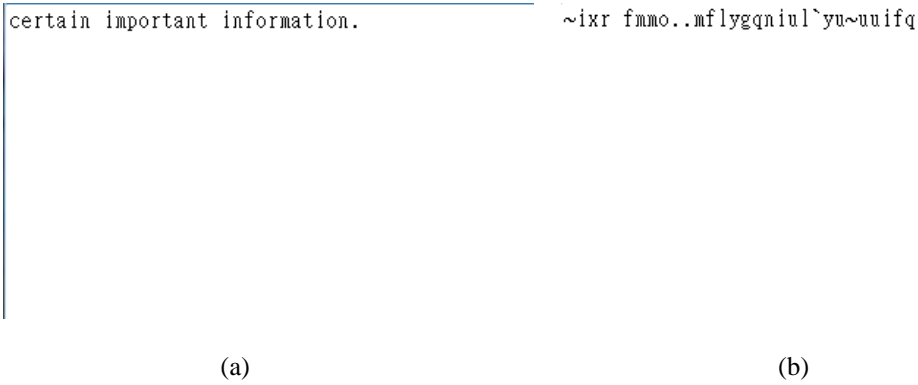 certain important information.
~ixr fmmo..mflygqniul`yu~uuifq
(a)
(b)